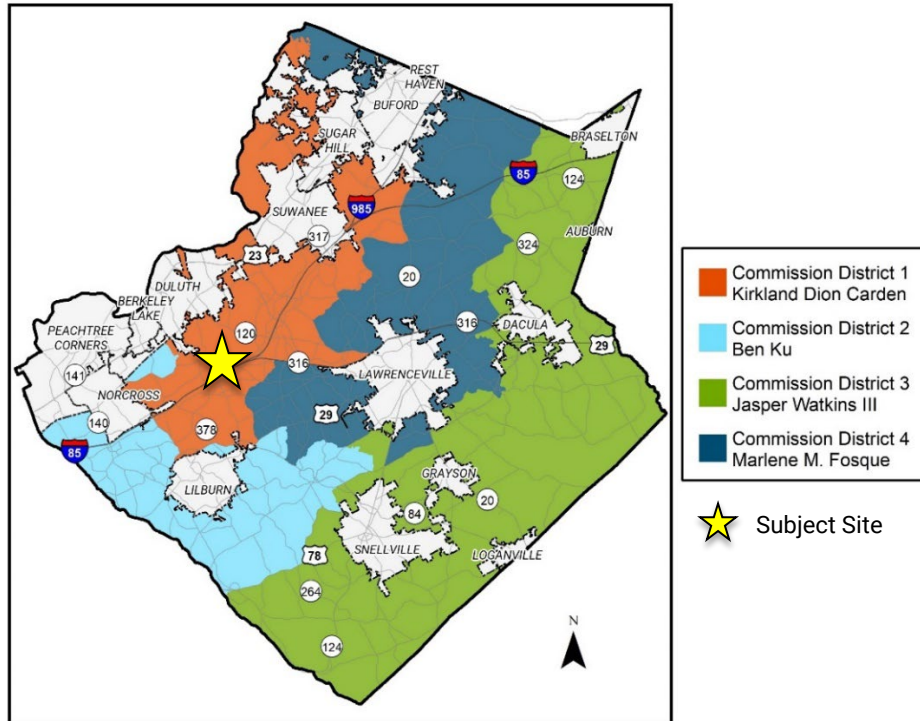 REST
HAVEN
BUFORD
SUGAR
HILL
BRASELTON
85
124
985
SUWANEE
317
324
AUBURN
23
20
DULUTH
BERKELEY
LAKE
PEACHTREE
CORNERS
120
316
DACULA
29
141
316
LAWRENCEVILLE
NORCROSS
29
140
378
85
LILBURN
GRAYSON
20
84
SNELLVILLE
LOGANVILLE
78
264
124
N
Commission District 1
Kirkland Dion Carden
Commission District 2
Ben Ku
Commission District 3
Jasper Watkins III
Commission District 4
Marlene M. Fosque
Subject Site